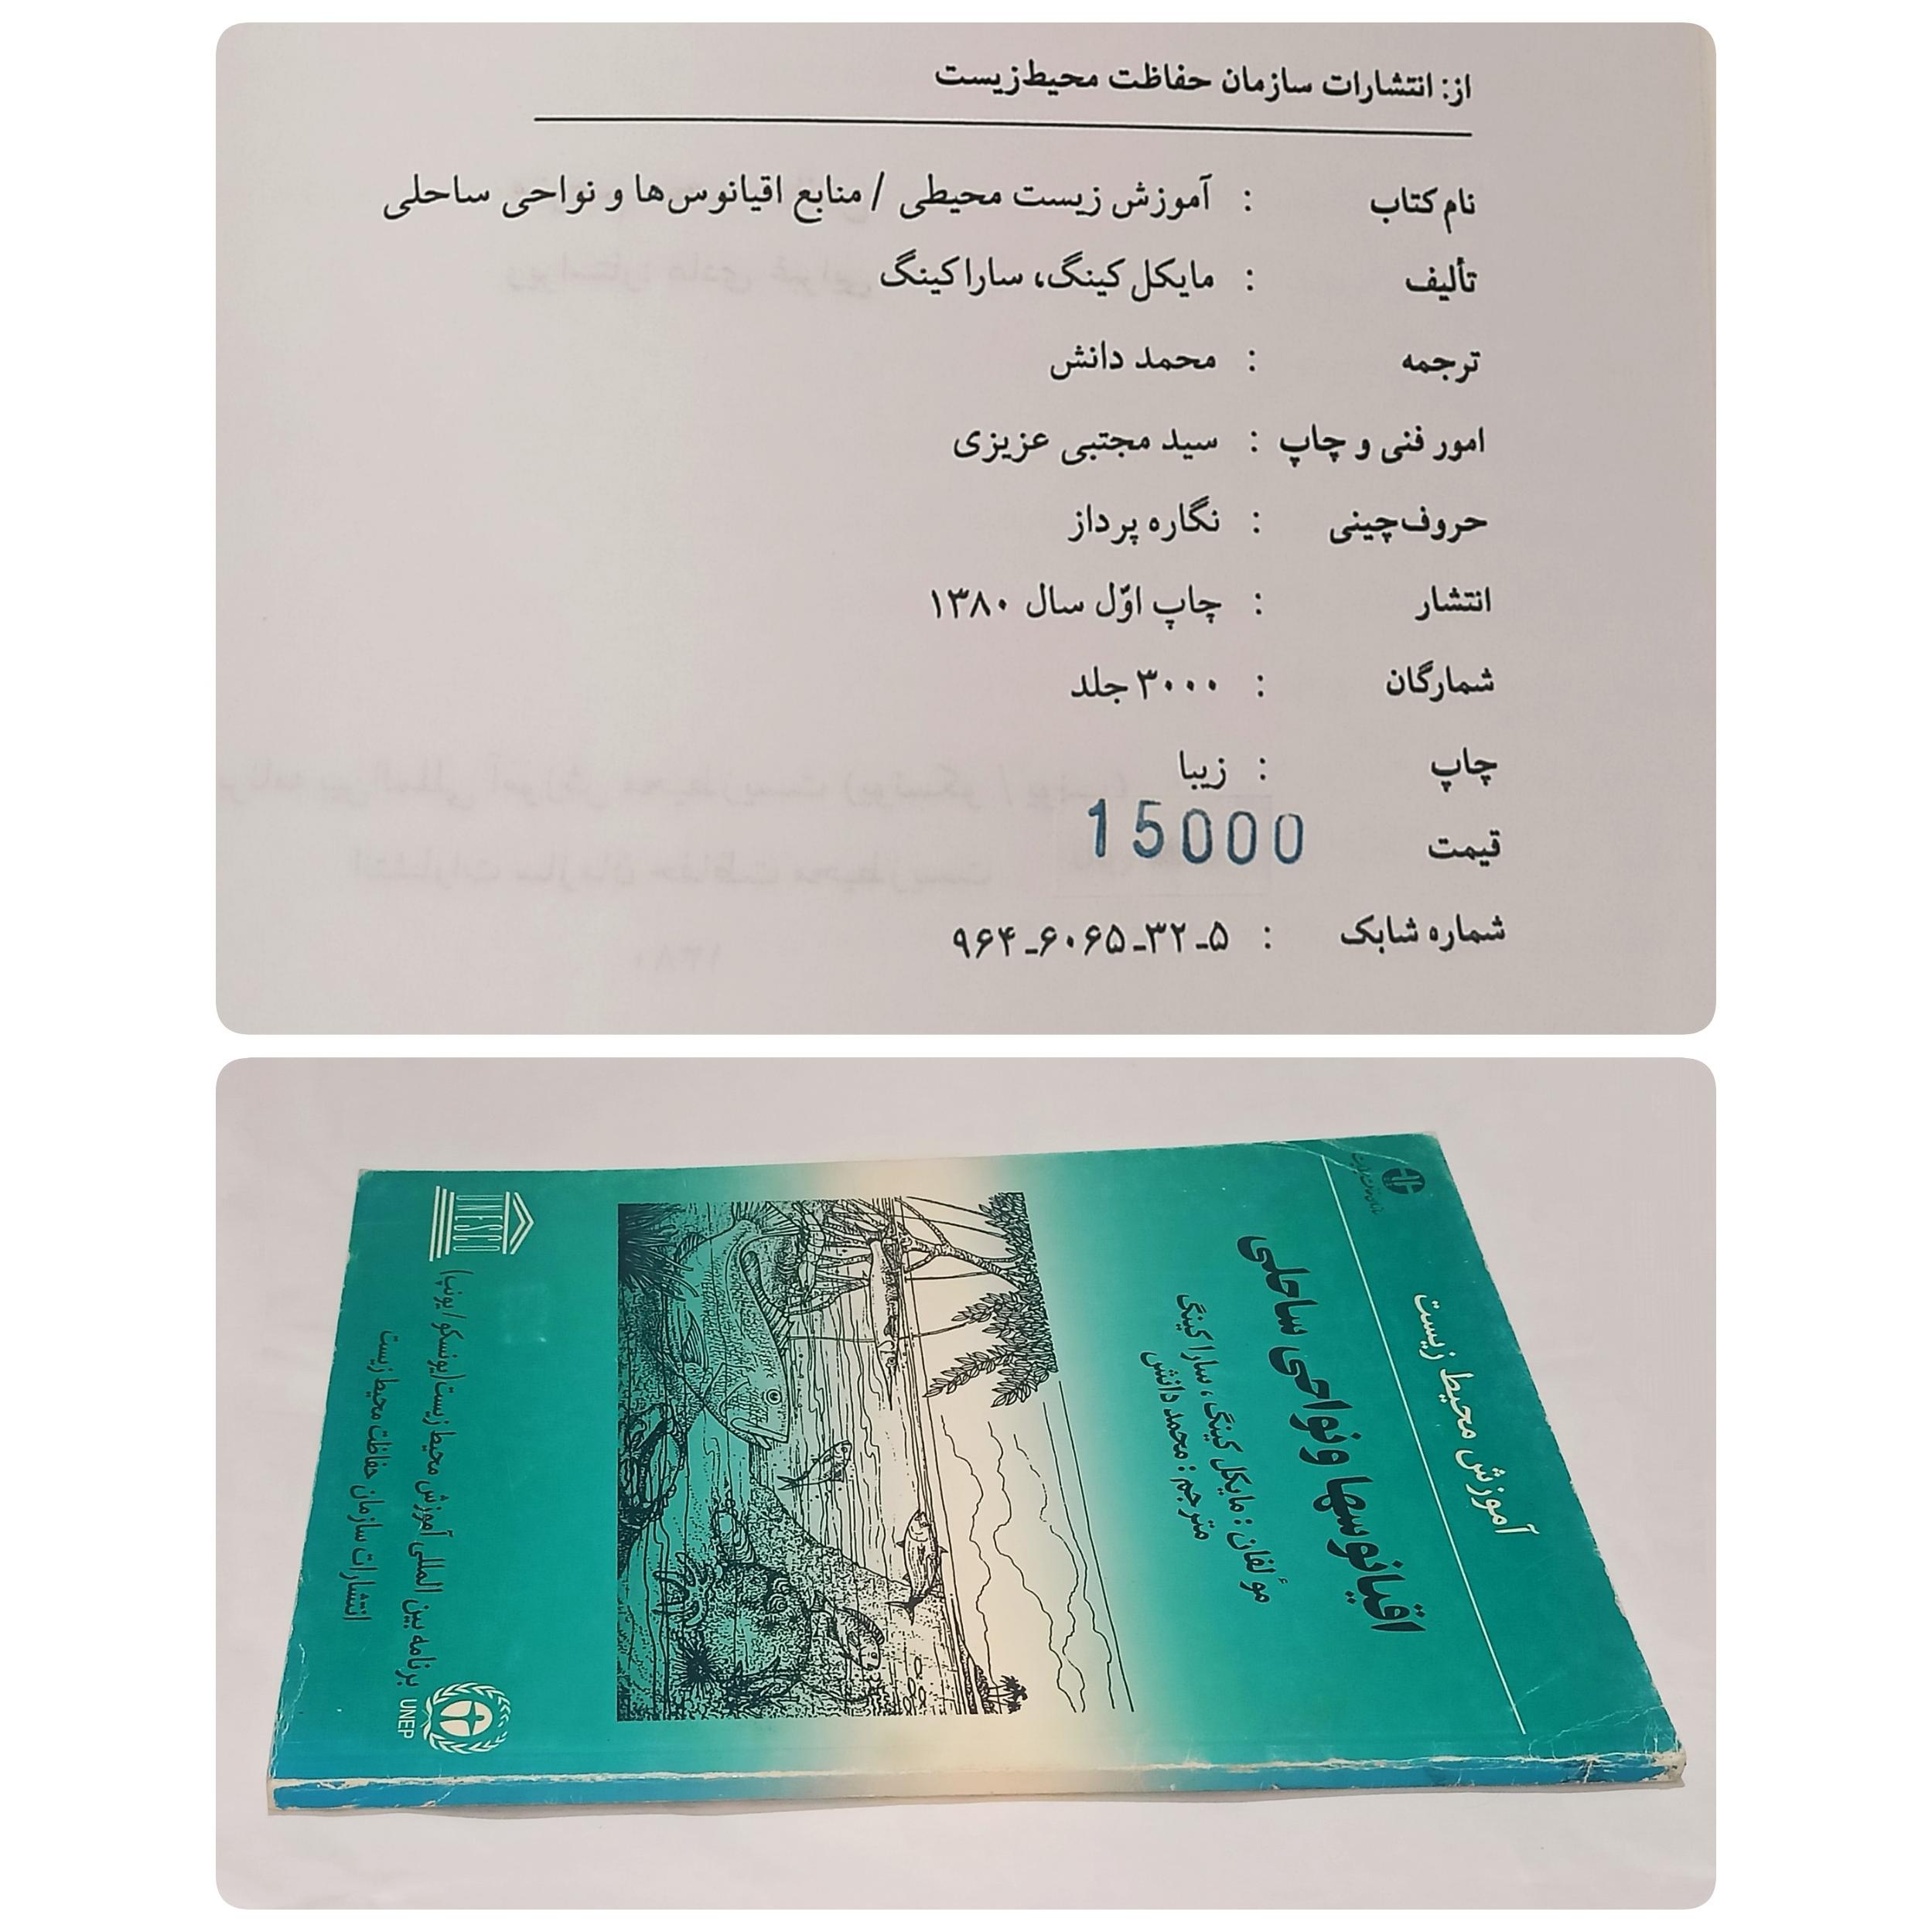 از: انتشارات سازمان حفاظت محیط‌زیست
نام کتاب : آموزش زیست محیطی / منابع اقیانوس‌ها و نواحی ساحلی
تألیف : مایکل کینگ، سارا کینگ
ترجمه : محمد دانش
امور فنی و چاپ : سید مجتبی عزیزی
حروف‌چینی : نگاره پرداز
انتشار : چاپ اوّل سال ۱۳۸۰
شمارگان : ۳۰۰۰ جلد
چاپ : زیبا
قیمت 15000
شماره شابک : ۵-۳۲-۶۰۶۵-۹۶۴
آموزش محیط زیست
اقیانوسها و نواحی ساحلی
مؤلفان : مایکل کینگ ، سارا کینگ
مترجم : محمد دانش
UNESCO
برنامه بین المللی آموزش محیط زیست (یونسکو / یونپ)
انتشارات سازمان حفاظت محیط زیست
UNEP